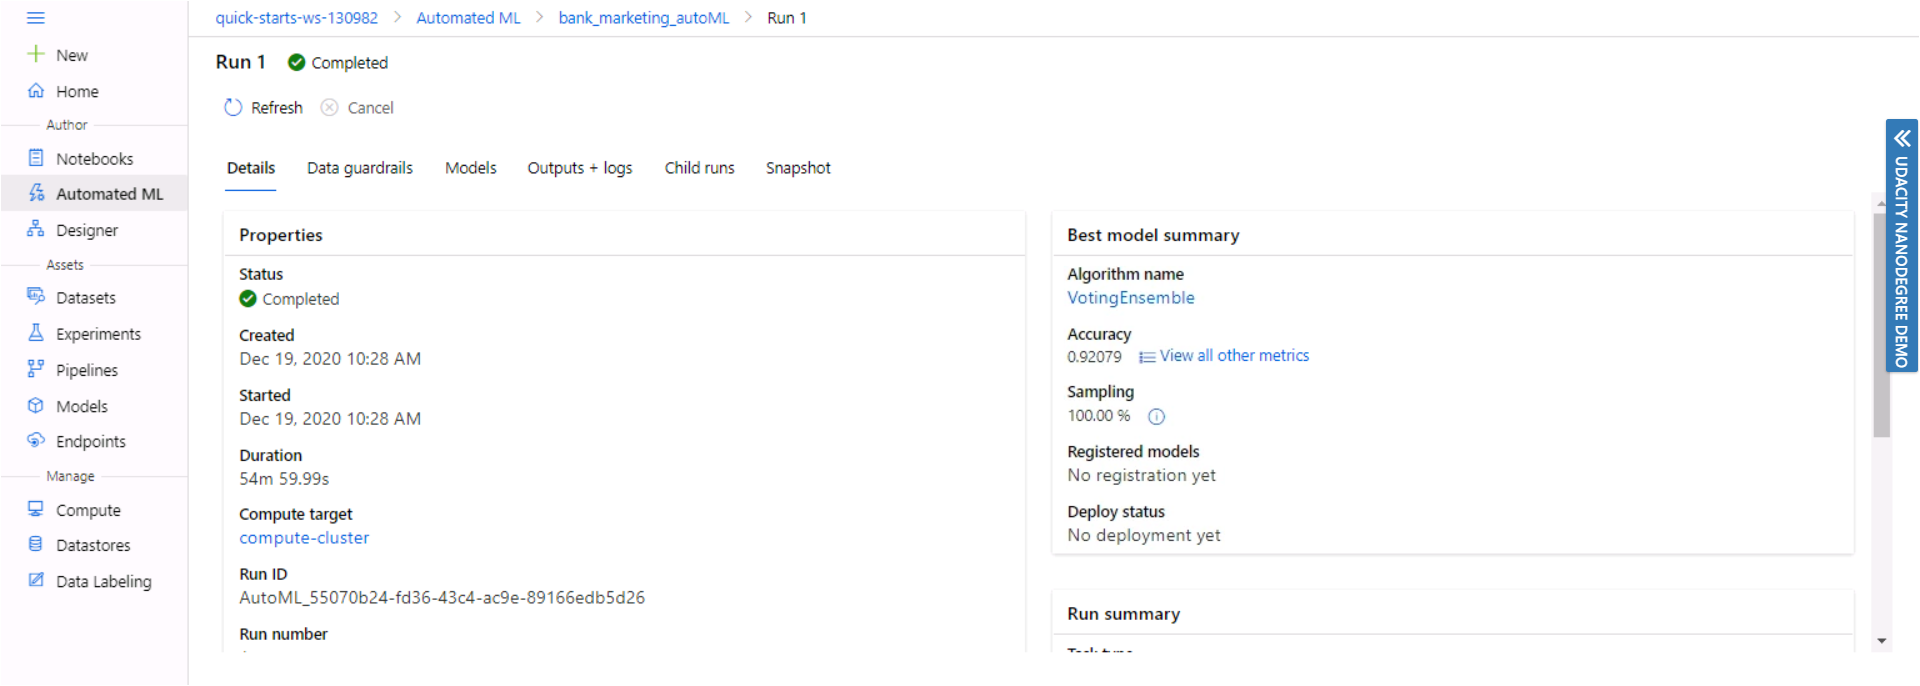 quick-starts-ws-130982 > Automated ML > bank_marketing_autoML > Run 1
New
Home
Author
Notebooks
Automated ML
Designer
Assets
Datasets
Experiments
Pipelines
Models
Endpoints
Manage
Compute
Datastores
Data Labeling
Run 1 Completed
Refresh Cancel
Details Data guardrails Models Outputs + logs Child runs Snapshot
Properties
Status
Completed
Created
Dec 19, 2020 10:28 AM
Started
Dec 19, 2020 10:28 AM
Duration
54m 59.99s
Compute target
compute-cluster
Run ID
AutoML_55070b24-fd36-43c4-ac9e-89166edb5d26
Run number
Best model summary
Algorithm name
VotingEnsemble
Accuracy
0.92079 View all other metrics
Sampling
100.00 %
Registered models
No registration yet
Deploy status
No deployment yet
Run summary
UDACITY NANODEGREE DEMO